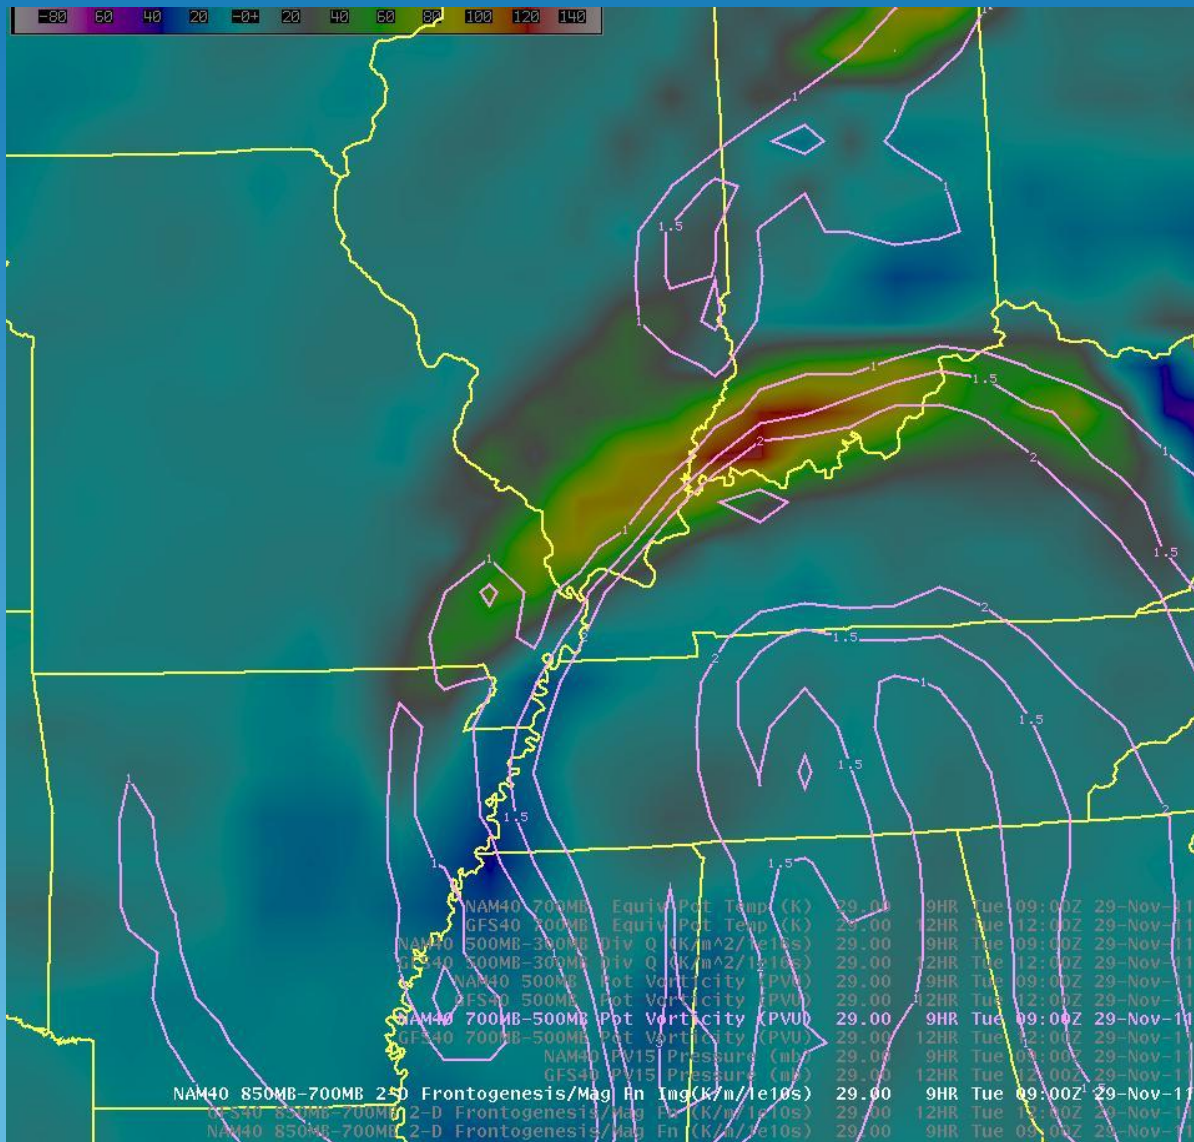 -80 60 40 20 -0+ 20 40 60 80 100 120 140
1
1
1
1.5
1
1
1
1.5
2
2
1
1
1
1.5
2
2
1.5
2
1
1.5
1.5
1
2
1.5
1
1.5
NAM40 700MB Equiv Pot Temp (K) 29.00 9HR Tue 09:00Z 29-Nov-11
GFS40 700MB Equiv Pot Temp (K) 29.00 12HR Tue 12:00Z 29-Nov-11
NAM40 500MB-300MB Div Q (K/m^2/1e16s) 29.00 9HR Tue 09:00Z 29-Nov-11
GFS40 500MB-300MB Div Q (K/m^2/1e16s) 29.00 12HR Tue 12:00Z 29-Nov-11
NAM40 500MB Pot Vorticity (PVU) 29.00 9HR Tue 09:00Z 29-Nov-11
GFS40 500MB Pot Vorticity (PVU) 29.00 12HR Tue 12:00Z 29-Nov-11
NAM40 700MB-500MB Pot Vorticity (PVU) 29.00 9HR Tue 09:00Z 29-Nov-11
GFS40 700MB-500MB Pot Vorticity (PVU) 29.00 12HR Tue 12:00Z 29-Nov-11
NAM40 PV15 Pressure (mb) 29.00 9HR Tue 09:00Z 29-Nov-11
GFS40 PV15 Pressure (mb) 29.00 12HR Tue 12:00Z 29-Nov-11
NAM40 850MB-700MB 2-D Frontogenesis/Mag Fn Img(K/m/1e10s) 29.00 9HR Tue 09:00Z 29-Nov-11
GFS40 850MB-700MB 2-D Frontogenesis/Mag Fn (K/m/1e10s) 29.00 12HR Tue 12:00Z 29-Nov-11
NAM40 850MB-700MB 2-D Frontogenesis/Mag Fn (K/m/1e10s) 29.00 9HR Tue 09:00Z 29-Nov-11